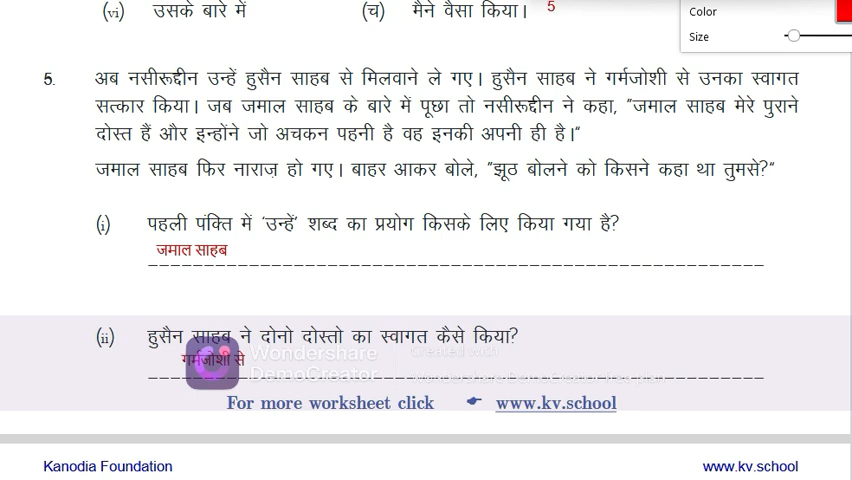 (vi) उसके बारे में (च) मैने वैसा किया। 5
Color
Size
5. अब नसीरूद्दीन उन्हें हुसैन साहब से मिलवाने ले गए। हुसैन साहब ने गर्मजोशी से उनका स्वागत
सत्कार किया। जब जमाल साहब के बारे में पूछा तो नसीरूद्दीन ने कहा, "जमाल साहब मेरे पुराने
दोस्त हैं और इन्होंने जो अचकन पहनी है वह इनकी अपनी ही है।"
जमाल साहब फिर नाराज़ हो गए। बाहर आकर बोले, "झूठ बोलने को किसने कहा था तुमसे?"
(i) पहली पंक्ति में 'उन्हें' शब्द का प्रयोग किसके लिए किया गया है?
जमाल साहब
(ii) हुसैन साहब ने दोनो दोस्तो का स्वागत कैसे किया?
गर्मजोशी से
Wondershare
DemoCreator
Created with
For more worksheet click www.kv.school
Kanodia Foundation www.kv.school